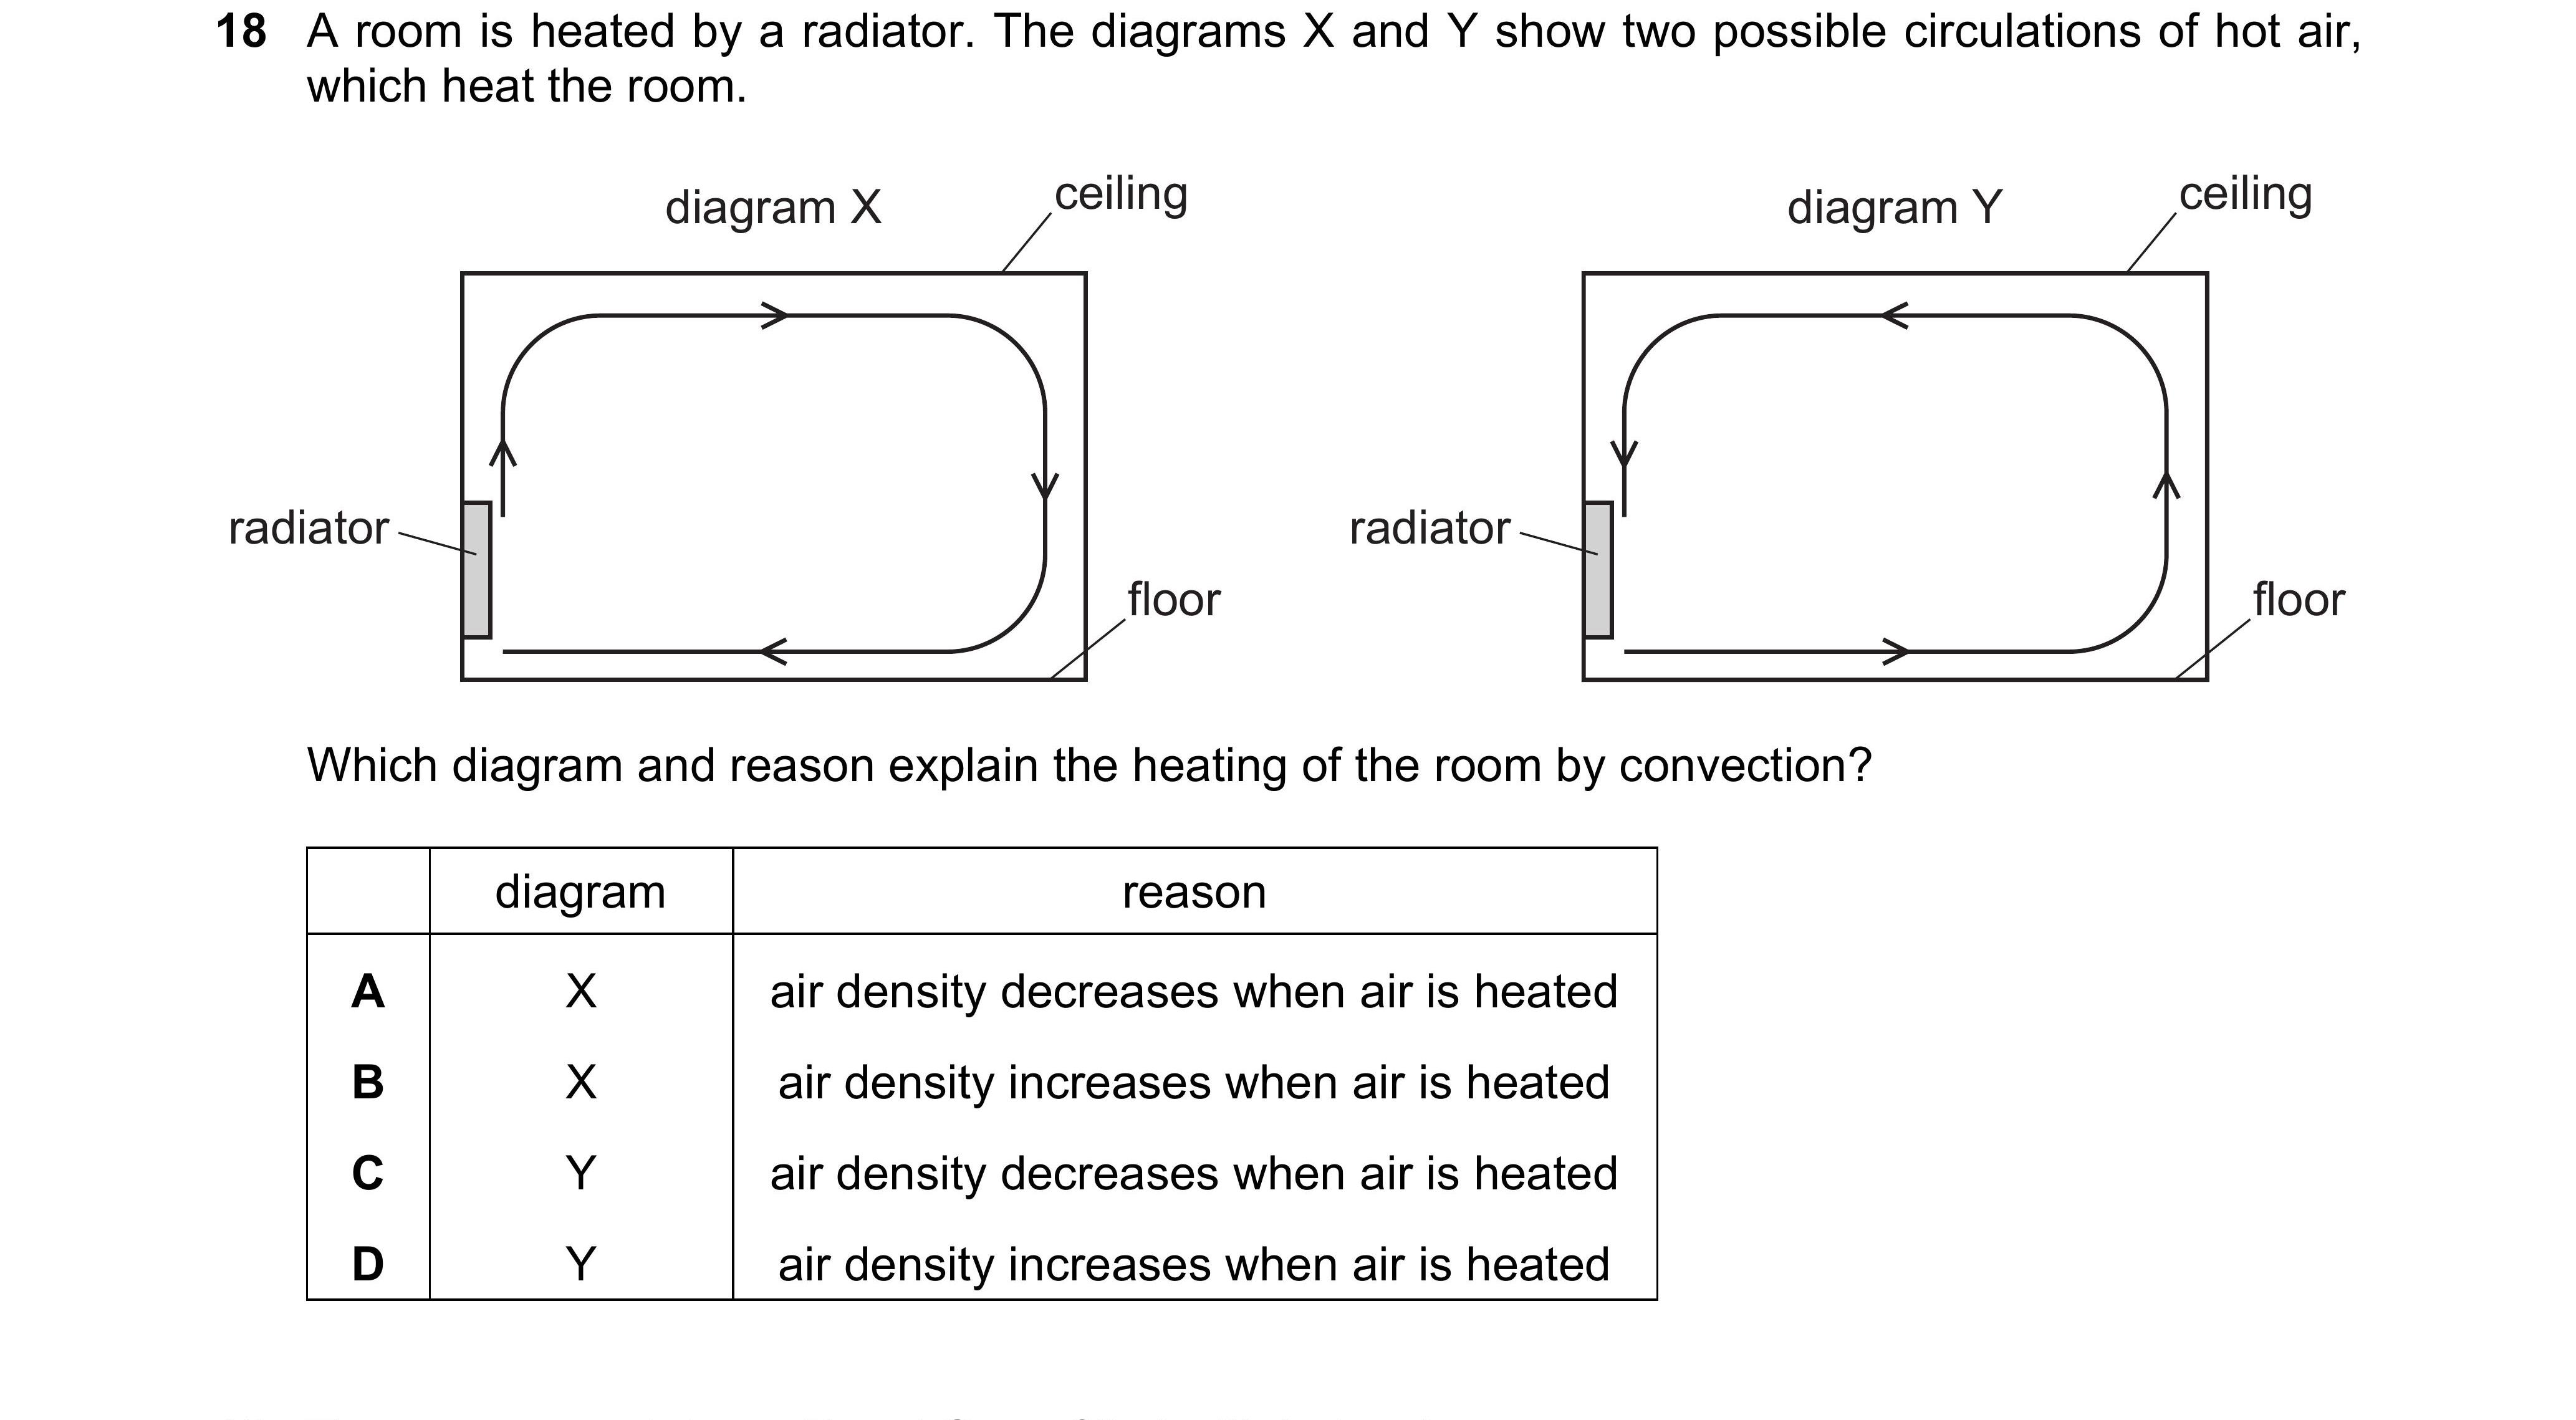 18 A room is heated by a radiator. The diagrams X and Y show two possible circulations of hot air,
which heat the room.
diagram X
ceiling
radiator
floor
diagram Y
ceiling
radiator
floor
Which diagram and reason explain the heating of the room by convection?
diagram reason
A X air density decreases when air is heated
B X air density increases when air is heated
C Y air density decreases when air is heated
D Y air density increases when air is heated